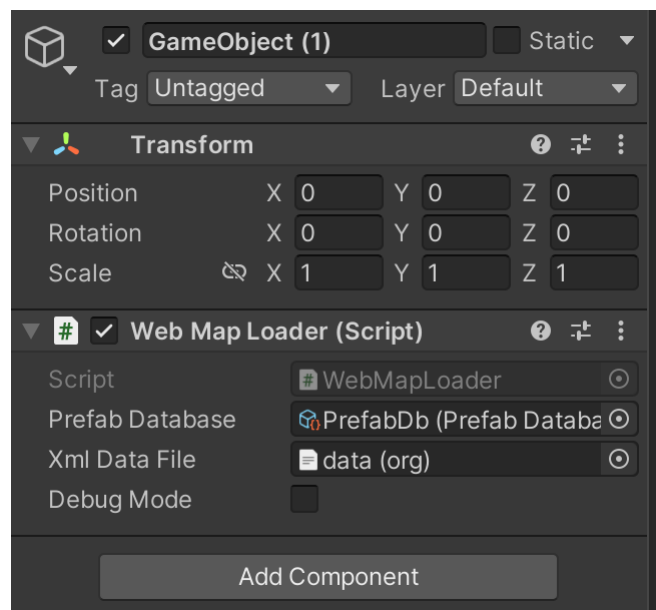 GameObject (1) Static
Tag Untagged Layer Default
Transform
Position X 0 Y 0 Z 0
Rotation X 0 Y 0 Z 0
Scale X 1 Y 1 Z 1
# Web Map Loader (Script)
Script # WebMapLoader
Prefab Database PrefabDb (Prefab Databa
Xml Data File data (org)
Debug Mode
Add Component